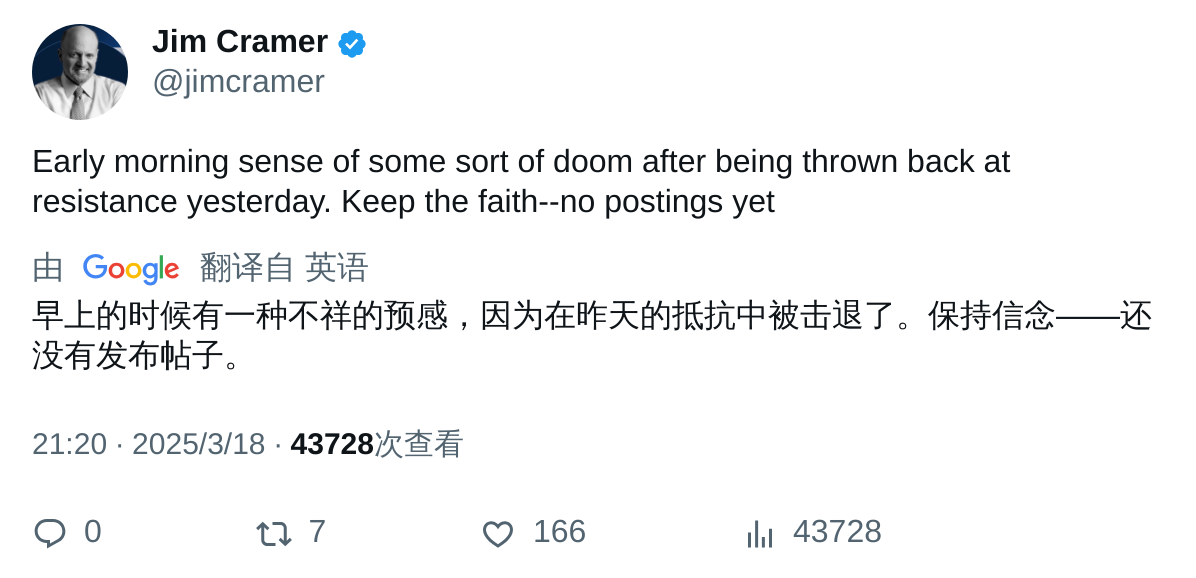 Jim Cramer
@jimcramer
Early morning sense of some sort of doom after being thrown back at
resistance yesterday. Keep the faith--no postings yet
由 Google 翻译自 英语
早上的时候有一种不祥的预感，因为在昨天的抵抗中被击退了。保持信念——还
没有发布帖子。
21:20 · 2025/3/18 · 43728次查看
0 7 166 43728